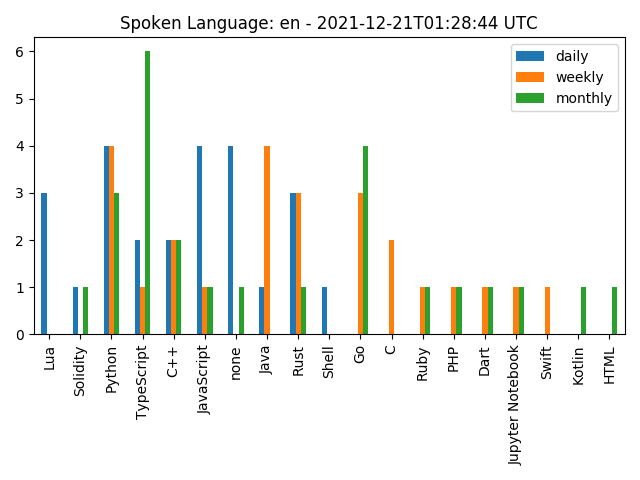 Spoken Language: en - 2021-12-21T01:28:44 UTC
daily
weekly
monthly
6
5
4
3
2
1
0
Lua
Solidity
Python
TypeScript
C++
JavaScript
none
Java
Rust
Shell
Go
C
Ruby
PHP
Dart
Jupyter Notebook
Swift
Kotlin
HTML